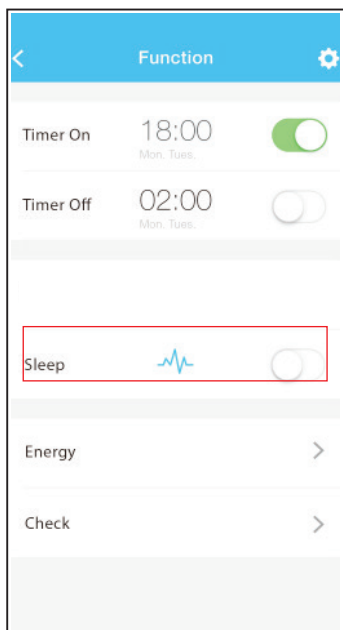 Function
Timer On 18:00
Mon. Tues.
Timer Off 02:00
Mon. Tues.
Sleep
Energy
Check